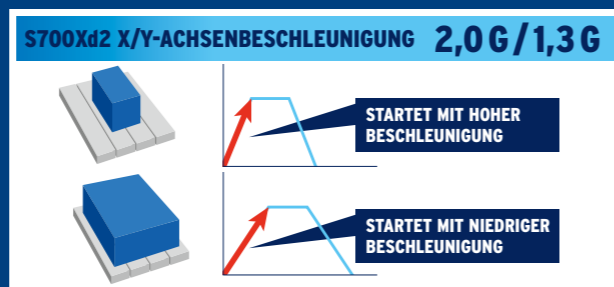 S700Xd2 X/Y-ACHSENBESCHLEUNIGUNG 2,0 G/1,3 G
STARTET MIT HOHER
BESCHLEUNIGUNG
STARTET MIT NIEDRIGER
BESCHLEUNIGUNG